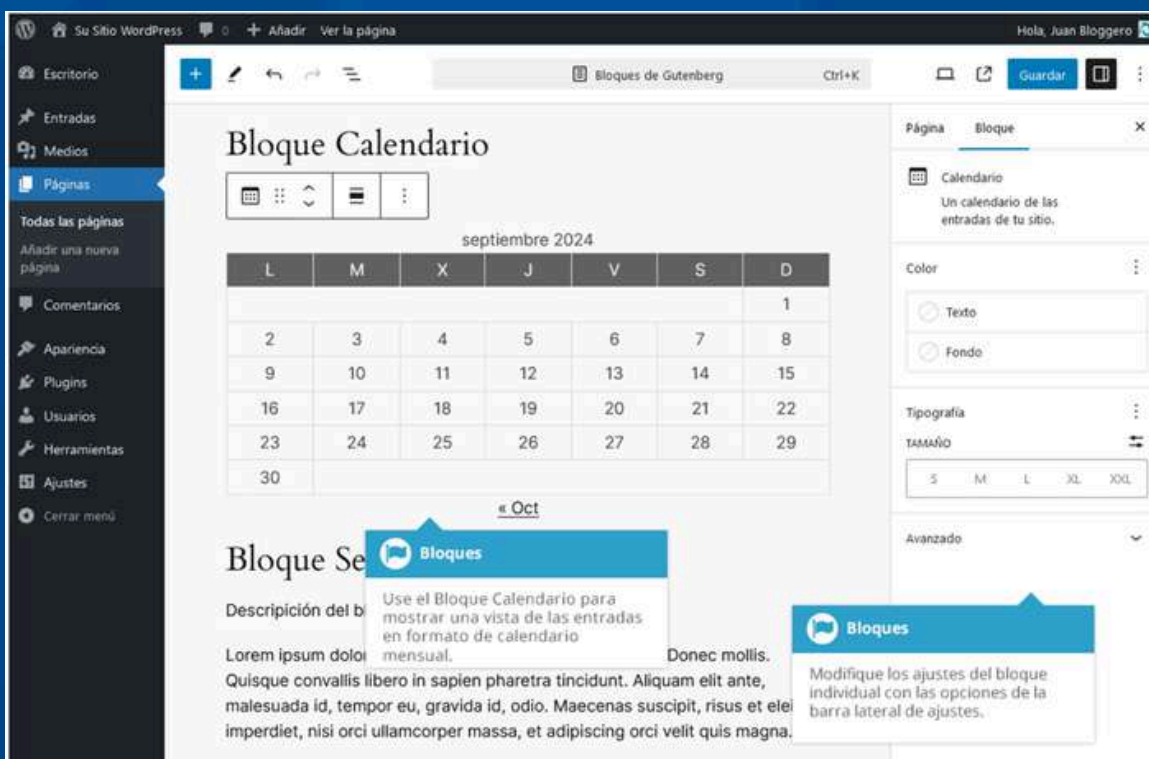 Su Sitio WordPress 0 + Añadir Ver la página Hola, Juan Bloggero
Escritorio
Entradas
Medios
Páginas
Todas las páginas
Añadir una nueva
página
Comentarios
Apariencia
Plugins
Usuarios
Herramientas
Ajustes
Cerrar menú
Bloques de Gutenberg Ctrl+K Guardar
Bloque Calendario
septiembre 2024
L M X J V S D
1
2 3 4 5 6 7 8
9 10 11 12 13 14 15
16 17 18 19 20 21 22
23 24 25 26 27 28 29
30
« Oct
Bloque Se
Descripición del bl
Lorem ipsum dolor Donec mollis.
Quisque convallis libero in sapien pharetra tincidunt. Aliquam elit ante,
malesuada id, tempor eu, gravida id, odio. Maecenas suscipit, risus et elei
imperdiet, nisi orci ullamcorper massa, et adipiscing orci velit quis magna.
Bloques
Use el Bloque Calendario para
mostrar una vista de las entradas
en formato de calendario
mensual.
Página Bloque
Calendario
Un calendario de las
entradas de tu sitio.
Color
Texto
Fondo
Tipografía
TAMAÑO
S M L XL XXL
Avanzado
Bloques
Modifique los ajustes del bloque
individual con las opciones de la
barra lateral de ajustes.